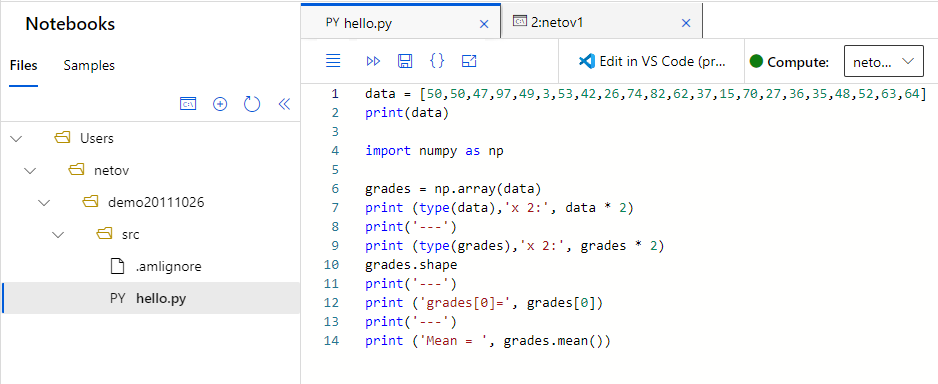 Notebooks
Files Samples
Users
netov
demo20111026
src
.amlignore
PY hello.py
PY hello.py
2:netov1
{} Edit in VS Code (pr... Compute: neto...
1 data = [50,50,47,97,49,3,53,42,26,74,82,62,37,15,70,27,36,35,48,52,63,64]
2 print(data)
3
4 import numpy as np
5
6 grades = np.array(data)
7 print (type(data),'x 2:', data * 2)
8 print('---')
9 print (type(grades),'x 2:', grades * 2)
10 grades.shape
11 print('---')
12 print ('grades[0]=', grades[0])
13 print('---')
14 print ('Mean = ', grades.mean())